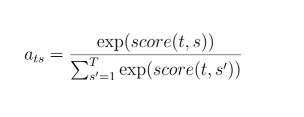 a_{ts} = \frac{\exp(score(t,s))}{\sum_{s'=1}^{T} \exp(score(t,s'))}